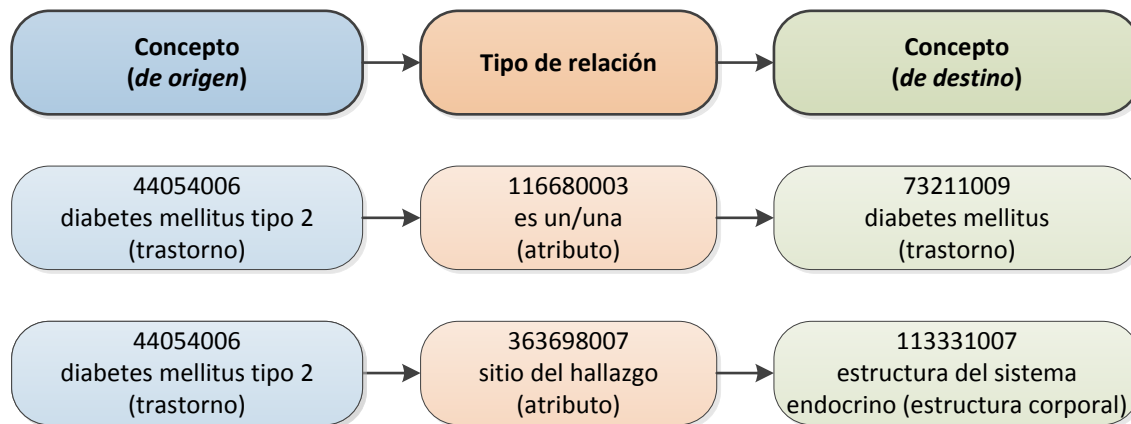 Concepto
(de origen)
Tipo de relación
Concepto
(de destino)
44054006
diabetes mellitus tipo 2
(trastorno)
116680003
es un/una
(atributo)
73211009
diabetes mellitus
(trastorno)
44054006
diabetes mellitus tipo 2
(trastorno)
363698007
sitio del hallazgo
(atributo)
113331007
estructura del sistema
endocrino (estructura corporal)